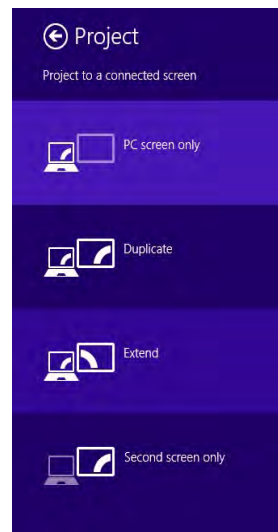 Project
Project to a connected screen
PC screen only
Duplicate
Extend
Second screen only